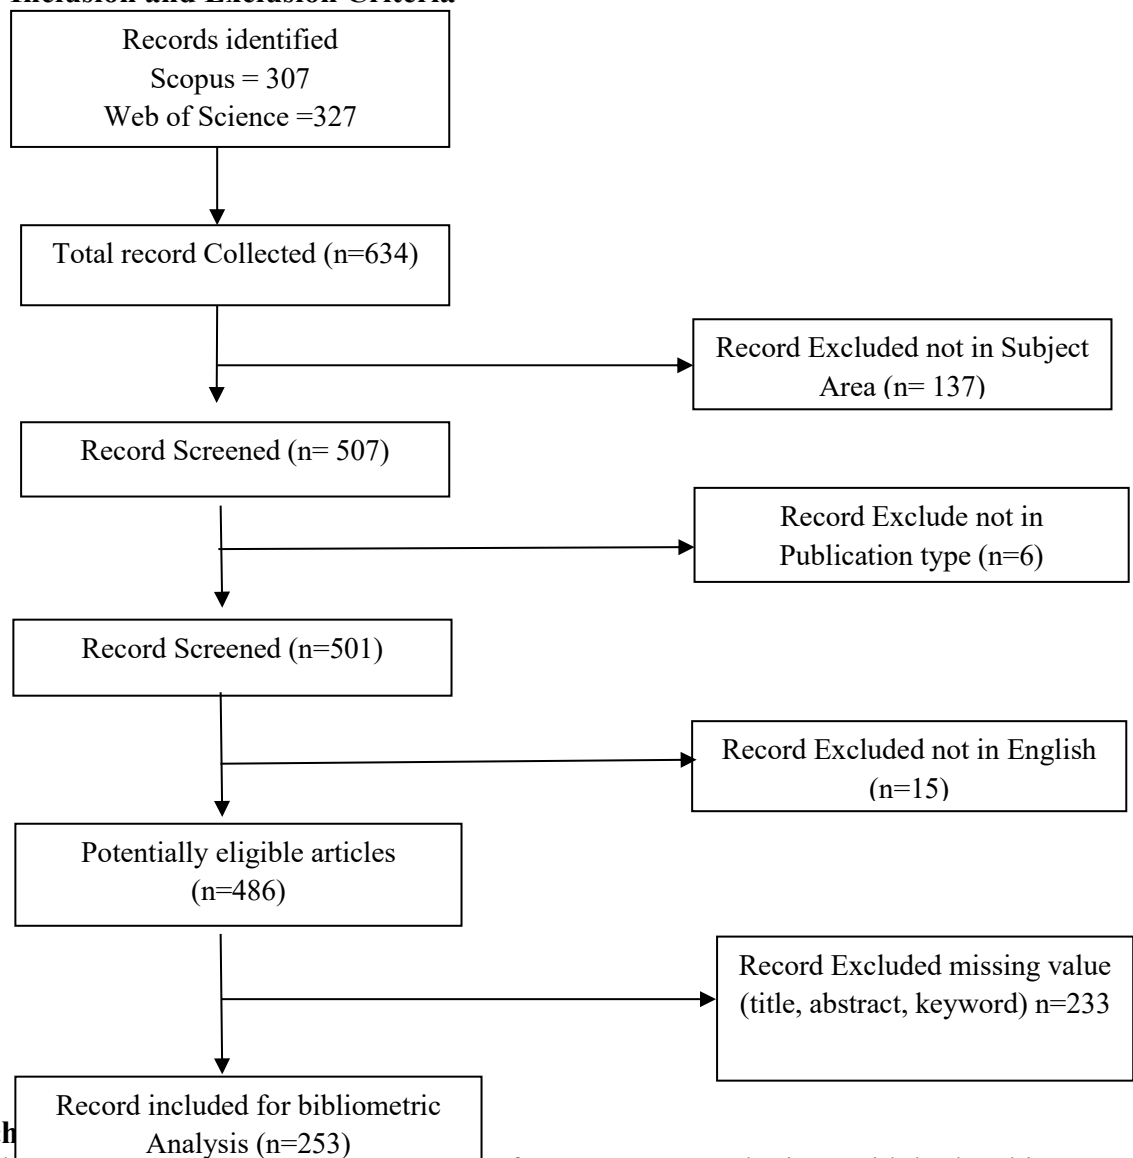 Inclusion and Exclusion Criteria
Records identified
Scopus = 307
Web of Science =327
Total record Collected (n=634)
Record Excluded not in Subject
Area (n= 137)
Record Screened (n= 507)
Record Exclude not in
Publication type (n=6)
Record Screened (n=501)
Record Excluded not in English
(n=15)
Potentially eligible articles
(n=486)
Record Excluded missing value
(title, abstract, keyword) n=233
Record included for bibliometric
Analysis (n=253)